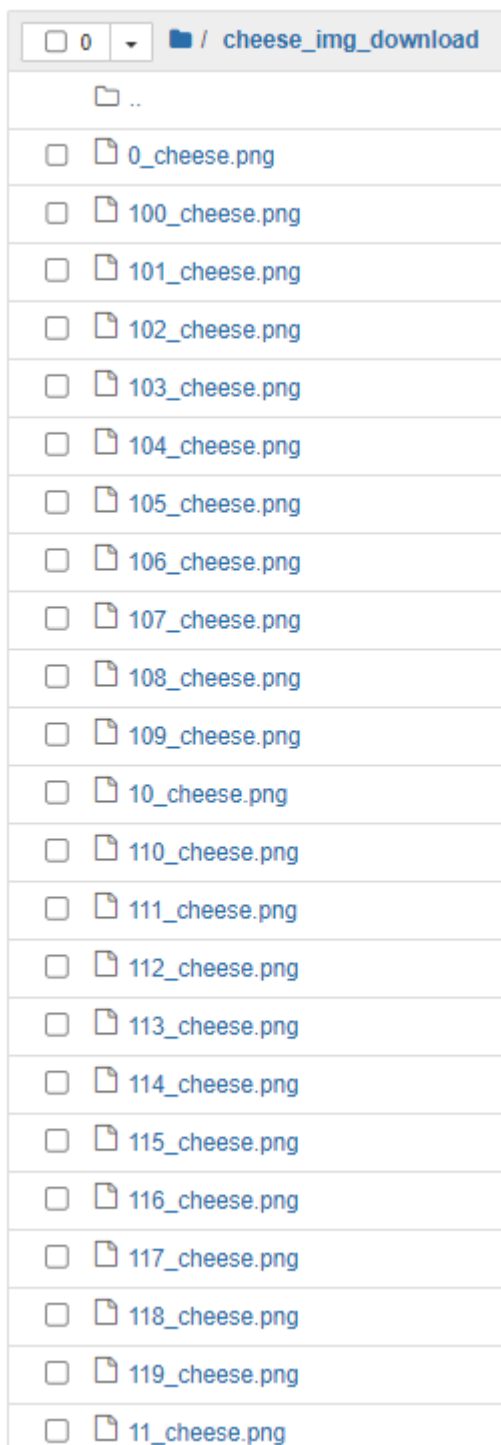 0 / cheese_img_download
..
0_cheese.png
100_cheese.png
101_cheese.png
102_cheese.png
103_cheese.png
104_cheese.png
105_cheese.png
106_cheese.png
107_cheese.png
108_cheese.png
109_cheese.png
10_cheese.png
110_cheese.png
111_cheese.png
112_cheese.png
113_cheese.png
114_cheese.png
115_cheese.png
116_cheese.png
117_cheese.png
118_cheese.png
119_cheese.png
11_cheese.png